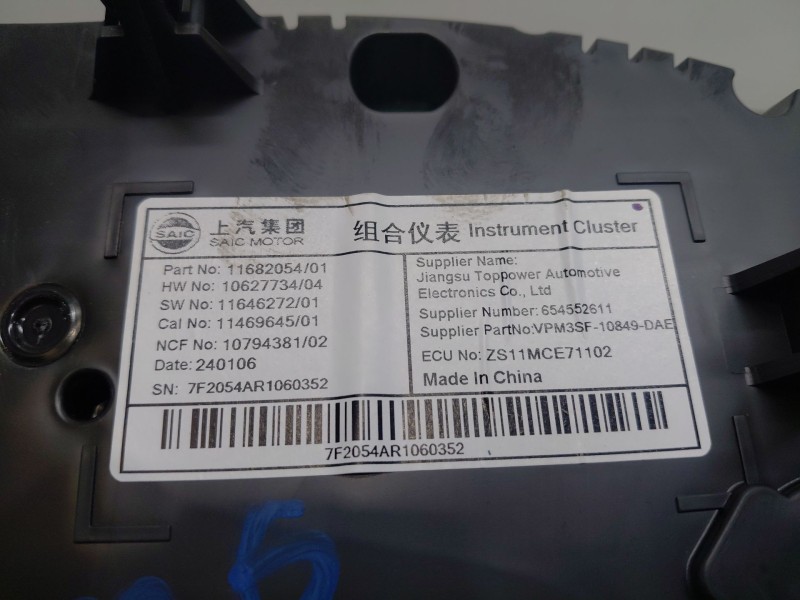 SAIC
上汽集团
SAIC MOTOR
组合仪表 Instrument Cluster
Part No: 11682054/01
HW No: 10627734/04
SW No: 11646272/01
Cal No: 11469645/01
NCF No: 10794381/02
Date: 240106
SN: 7F2054AR1060352
Supplier Name:
Jiangsu Toppower Automotive
Electronics Co., Ltd
Supplier Number: 654552611
Supplier PartNo:VPM3SF-10849-DAE
ECU No: ZS11MCE71102
Made In China
7F2054AR1060352
5